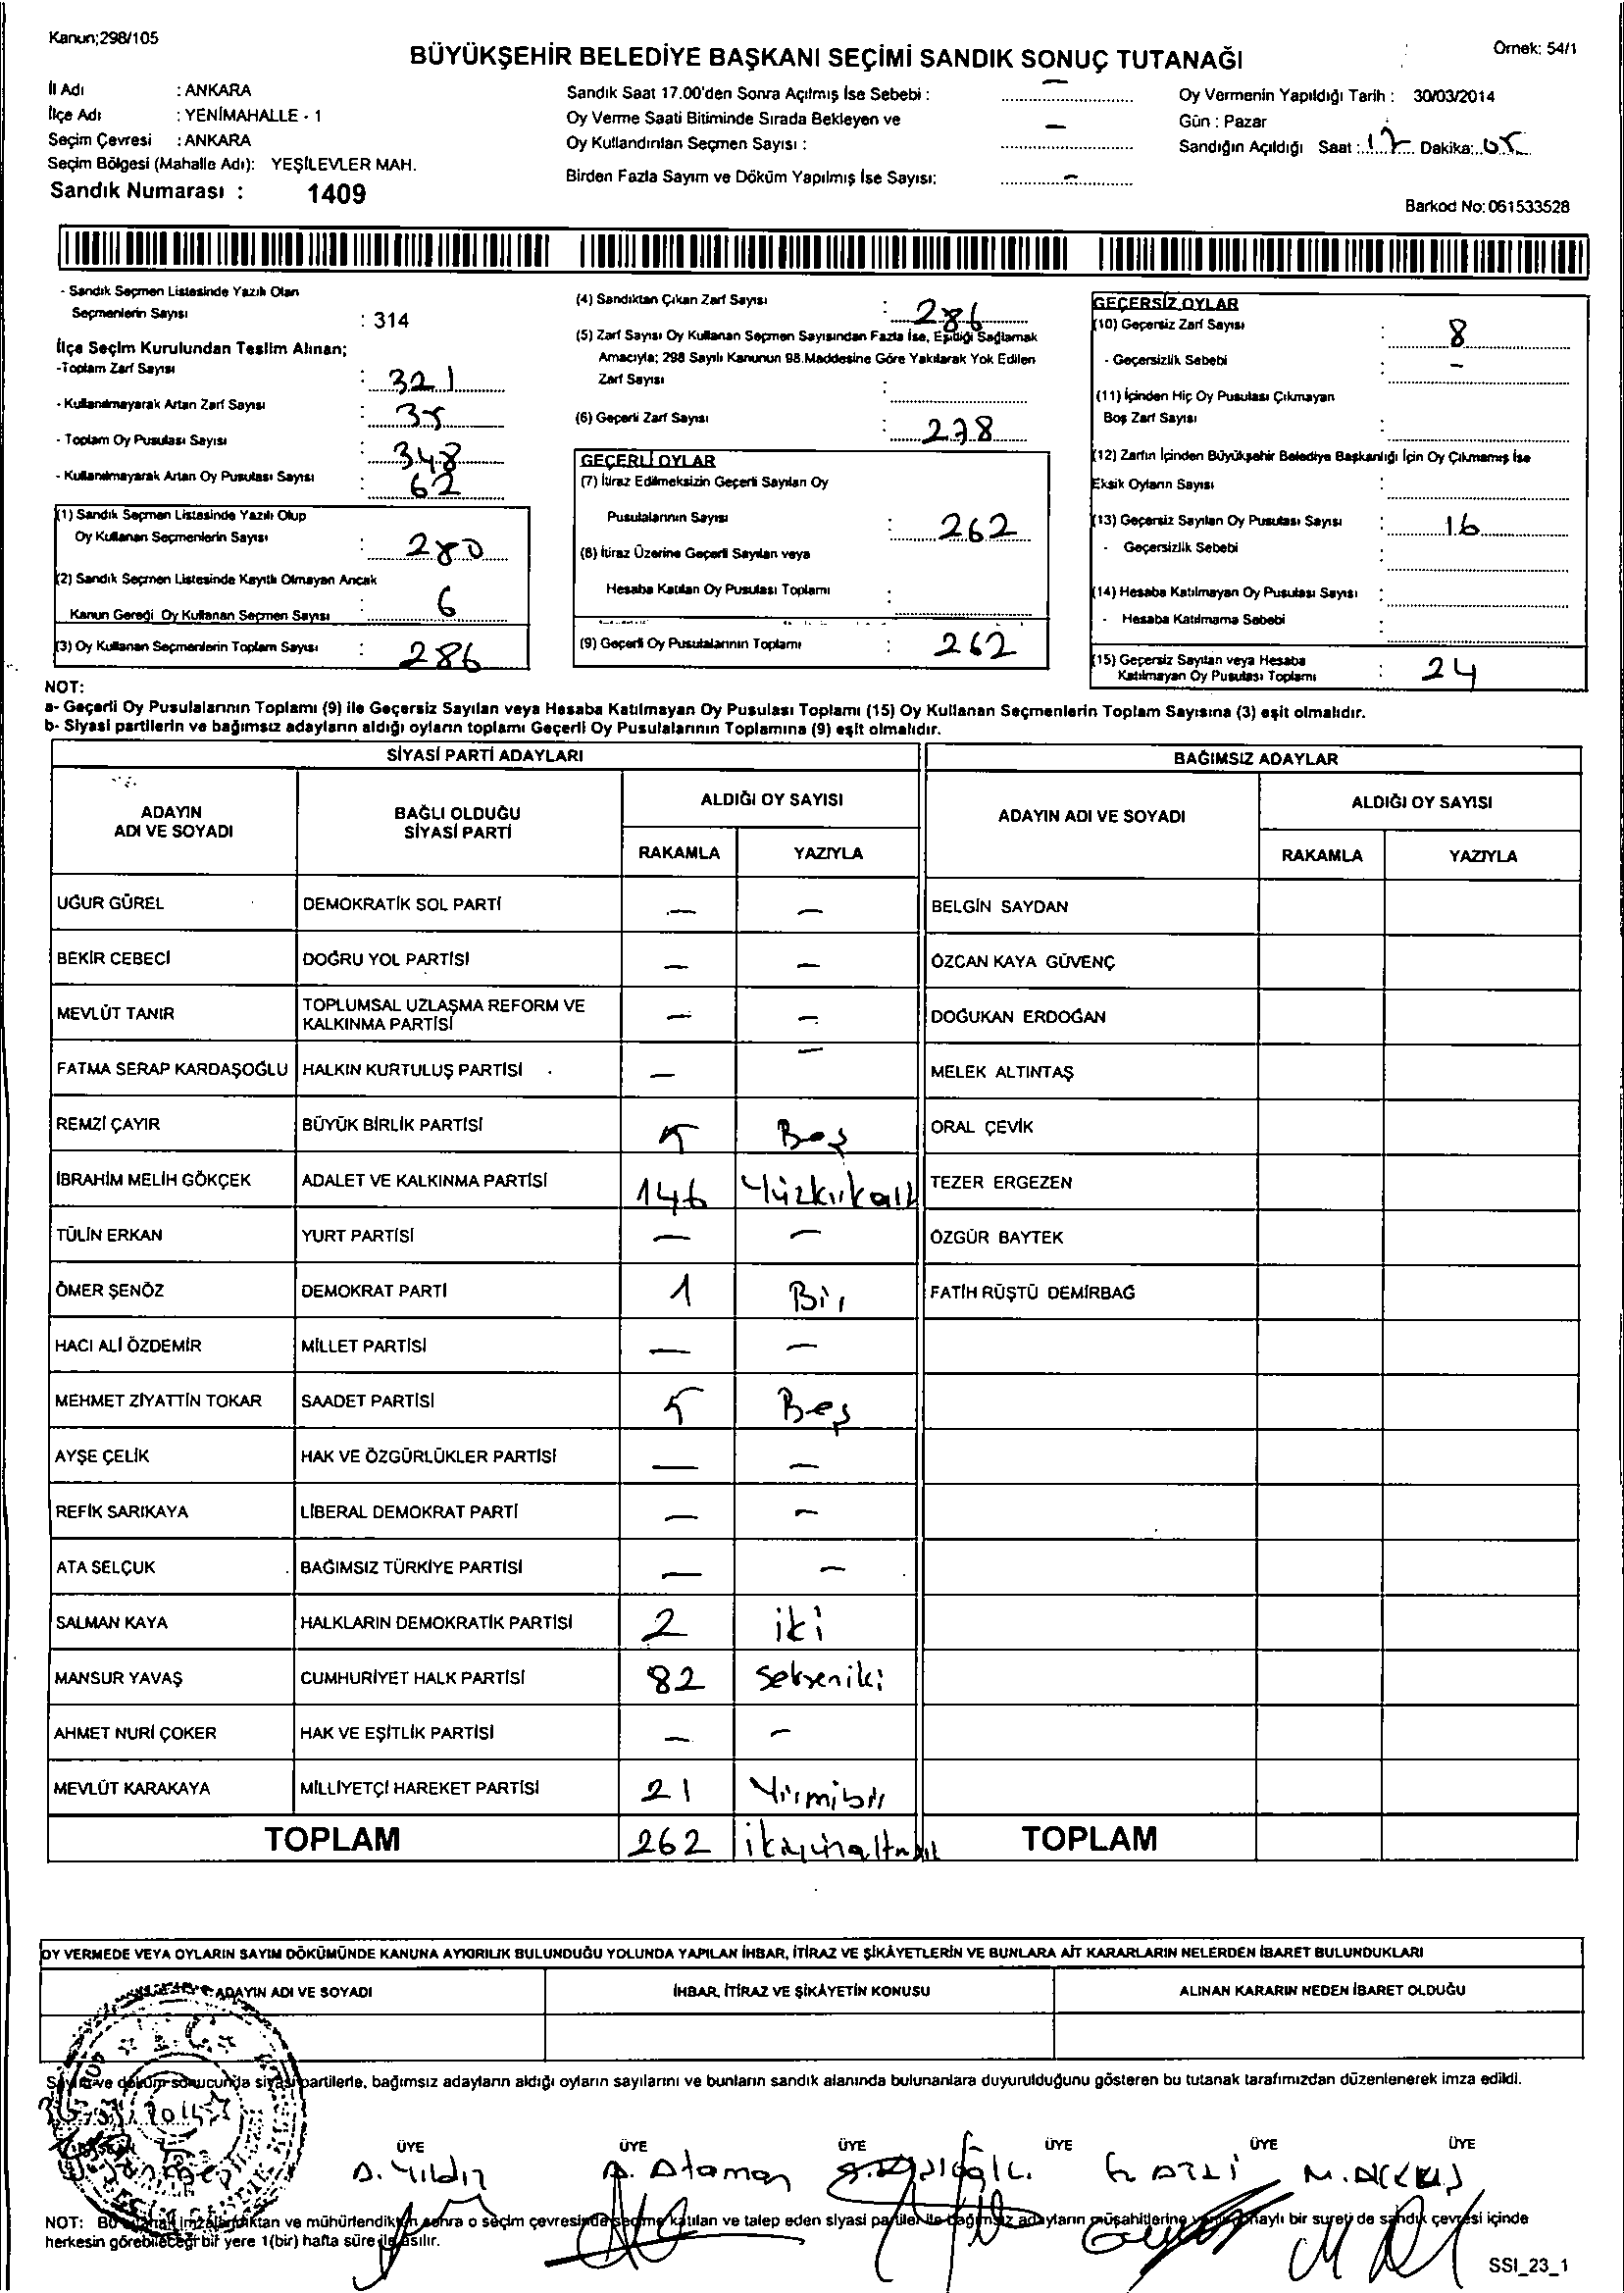 Kanun;298/105
Örnek: 54/1
BÜYÜKŞEHİR BELEDİYE BAŞKANI SEÇİMİ SANDIK SONUÇ TUTANAĞI
İl Adı : ANKARA
İlçe Adı : YENİMAHALLE - 1
Seçim Çevresi : ANKARA
Seçim Bölgesi (Mahalle Adı): YEŞİLEVLER MAH.
Sandık Numarası : 1409
Sandık Saat 17.00'den Sonra Açılmış İse Sebebi : —
Oy Verme Saati Bitiminde Sırada Bekleyen ve
Oy Kullandırılan Seçmen Sayısı : —
Birden Fazla Sayım ve Döküm Yapılmış İse Sayısı: —
Oy Vermenin Yapıldığı Tarih : 30/03/2014
Gün : Pazar
Sandığın Açıldığı Saat : 17 Dakika: 05
Barkod No: 061533528
- Sandık Seçmen Listesinde Yazılı Olan
Seçmenlerin Sayısı : 314
İlçe Seçim Kurulundan Teslim Alınan;
-Toplam Zarf Sayısı : 321
- Kullanılmayarak Artan Zarf Sayısı : 35
- Toplam Oy Pusulası Sayısı : 348
- Kullanılmayarak Artan Oy Pusulası Sayısı : 62
(1) Sandık Seçmen Listesinde Yazılı Olup
Oy Kullanan Seçmenlerin Sayısı : 280
(2) Sandık Seçmen Listesinde Kayıtlı Olmayan Ancak
Kanun Gereği Oy Kullanan Seçmen Sayısı : 6
(3) Oy Kullanan Seçmenlerin Toplam Sayısı : 286
(4) Sandıktan Çıkan Zarf Sayısı : 286
(5) Zarf Sayısı Oy Kullanan Seçmen Sayısından Fazla İse, Eşitliği Sağlamak
Amacıyla; 298 Sayılı Kanunun 98.Maddesine Göre Yakılarak Yok Edilen
Zarf Sayısı :
(6) Geçerli Zarf Sayısı : 278
GEÇERLİ OYLAR
(7) İtiraz Edilmeksizin Geçerli Sayılan Oy
Pusulalarının Sayısı : 262
(8) İtiraz Üzerine Geçerli Sayılan veya
Hesaba Katılan Oy Pusulası Toplamı :
(9) Geçerli Oy Pusulalarının Toplamı : 262
GEÇERSİZ OYLAR
(10) Geçersiz Zarf Sayısı : 8
- Geçersizlik Sebebi : —
(11) İçinden Hiç Oy Pusulası Çıkmayan
Boş Zarf Sayısı :
(12) Zarfın İçinden Büyükşehir Belediye Başkanlığı İçin Oy Çıkmamış İse
Eksik Oyların Sayısı :
(13) Geçersiz Sayılan Oy Pusulası Sayısı : 16
- Geçersizlik Sebebi :
(14) Hesaba Katılmayan Oy Pusulası Sayısı :
- Hesaba Katılmama Sebebi :
(15) Geçersiz Sayılan veya Hesaba
Katılmayan Oy Pusulası Toplamı : 24
NOT:
a- Geçerli Oy Pusulalarının Toplamı (9) ile Geçersiz Sayılan veya Hesaba Katılmayan Oy Pusulası Toplamı (15) Oy Kullanan Seçmenlerin Toplam Sayısına (3) eşit olmalıdır.
b- Siyasi partilerin ve bağımsız adayların aldığı oyların toplamı Geçerli Oy Pusulalarının Toplamına (9) eşit olmalıdır.
SİYASİ PARTİ ADAYLARI
BAĞIMSIZ ADAYLAR
ADAYIN ADI VE SOYADI
BAĞLI OLDUĞU SİYASİ PARTİ
ALDIĞI OY SAYISI
RAKAMLA YAZIYLA
ADAYIN ADI VE SOYADI
ALDIĞI OY SAYISI
RAKAMLA YAZIYLA
UĞUR GÜREL DEMOKRATİK SOL PARTİ — — BELGİN SAYDAN
BEKİR CEBECİ DOĞRU YOL PARTİSİ — — ÖZCAN KAYA GÜVENÇ
MEVLÜT TANIR TOPLUMSAL UZLAŞMA REFORM VE KALKINMA PARTİSİ — — DOĞUKAN ERDOĞAN
FATMA SERAP KARDAŞOĞLU HALKIN KURTULUŞ PARTİSİ — — MELEK ALTINTAŞ
REMZİ ÇAYIR BÜYÜK BİRLİK PARTİSİ 5 Beş ORAL ÇEVİK
İBRAHİM MELİH GÖKÇEK ADALET VE KALKINMA PARTİSİ 146 Yüzkırkaltı TEZER ERGEZEN
TÜLİN ERKAN YURT PARTİSİ — — ÖZGÜR BAYTEK
ÖMER ŞENÖZ DEMOKRAT PARTİ 1 Bir FATİH RÜŞTÜ DEMİRBAĞ
HACI ALİ ÖZDEMİR MİLLET PARTİSİ — —
MEHMET ZİYATTİN TOKAR SAADET PARTİSİ 5 Beş
AYŞE ÇELİK HAK VE ÖZGÜRLÜKLER PARTİSİ — —
REFİK SARIKAYA LİBERAL DEMOKRAT PARTİ — —
ATA SELÇUK BAĞIMSIZ TÜRKİYE PARTİSİ — —
SALMAN KAYA HALKLARIN DEMOKRATİK PARTİSİ 2 iki
MANSUR YAVAŞ CUMHURİYET HALK PARTİSİ 82 Sekseniki
AHMET NURİ ÇOKER HAK VE EŞİTLİK PARTİSİ — —
MEVLÜT KARAKAYA MİLLİYETÇİ HAREKET PARTİSİ 21 Yirmibir
TOPLAM 262 TOPLAM
OY VERMEDE VEYA OYLARIN SAYIM DÖKÜMÜNDE KANUNA AYKIRILIK BULUNDUĞU YOLUNDA YAPILAN İHBAR, İTİRAZ VE ŞİKÂYETLERİN VE BUNLARA AİT KARARLARIN NELERDEN İBARET BULUNDUKLARI
ADAYIN ADI VE SOYADI İHBAR, İTİRAZ VE ŞİKÂYETİN KONUSU ALINAN KARARIN NEDEN İBARET OLDUĞU
Sayım ve döküm sonucunda siyasi partilerle, bağımsız adayların aldığı oyların sayılarını ve bunların sandık alanında bulunanlara duyurulduğunu gösteren bu tutanak tarafımızdan düzenlenerek imza edildi.
ÜYE ÜYE ÜYE ÜYE ÜYE ÜYE
A. Ataman
NOT: Bu tutanak imzalandıktan ve mühürlendikten sonra o seçim çevresinde seçime katılan ve talep eden siyasi partiler ile bağımsız adayların müşahitlerine onaylı bir sureti de sandık çevresi içinde
herkesin görebileceği bir yere 1(bir) hafta süre ile asılır.
SSI_23_1